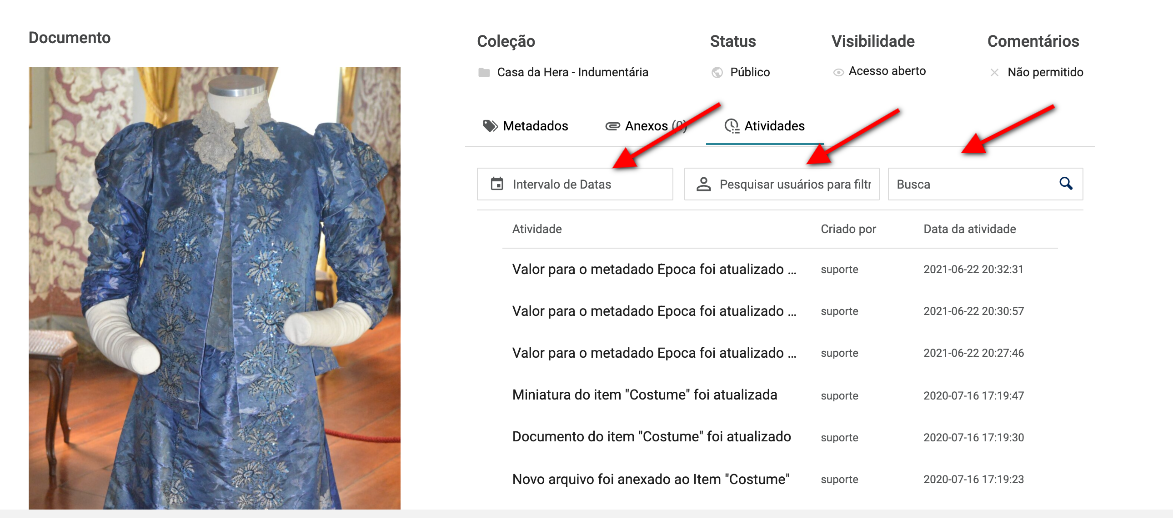 Documento
Coleção Status Visibilidade Comentários
Casa da Hera - Indumentária Público Acesso aberto Não permitido
Metadados Anexos (0) Atividades
Intervalo de Datas Pesquisar usuários para filtr Busca
Atividade Criado por Data da atividade
Valor para o metadado Epoca foi atualizado ... suporte 2021-06-22 20:32:31
Valor para o metadado Epoca foi atualizado ... suporte 2021-06-22 20:30:57
Valor para o metadado Epoca foi atualizado ... suporte 2021-06-22 20:27:46
Miniatura do item "Costume" foi atualizada suporte 2020-07-16 17:19:47
Documento do item "Costume" foi atualizado suporte 2020-07-16 17:19:30
Novo arquivo foi anexado ao Item "Costume" suporte 2020-07-16 17:19:23